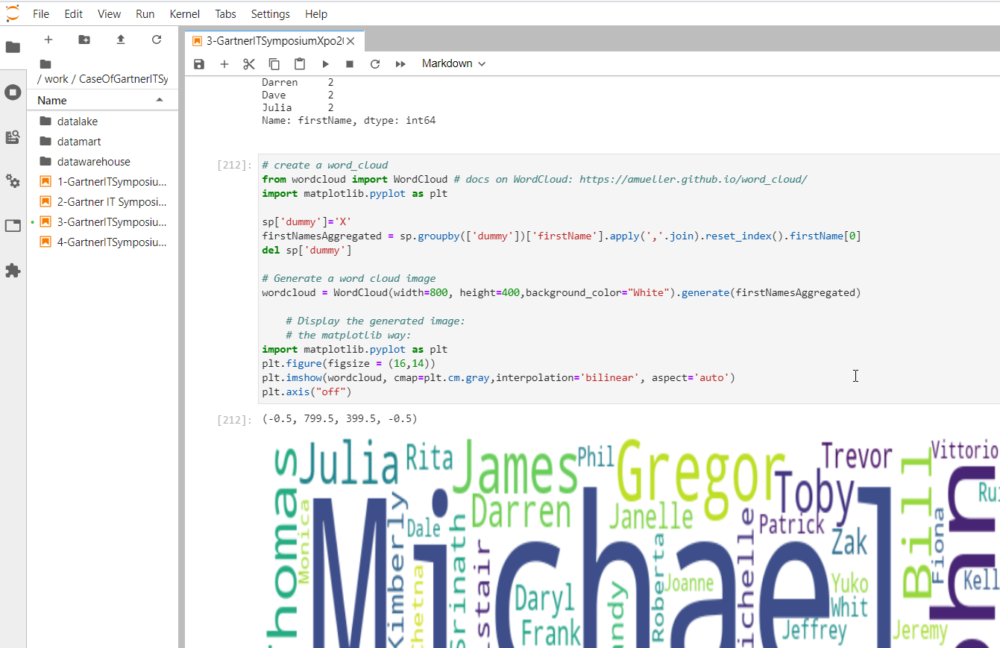 File Edit View Run Kernel Tabs Settings Help
3-GartnerITSymposiumXpo2(
/ work / CaseOfGartnerITSy
Name
datalake
datamart
datawarehouse
1-GartnerITSymposiu...
2-Gartner IT Symposi...
3-GartnerITSymposiu...
4-GartnerITSymposiu...
Markdown
Darren 2
Dave 2
Julia 2
Name: firstName, dtype: int64
[212]:
# create a word_cloud
from wordcloud import WordCloud # docs on WordCloud: https://amueller.github.io/word_cloud/
import matplotlib.pyplot as plt
sp['dummy']='X'
firstNamesAggregated = sp.groupby(['dummy'])['firstName'].apply(','.join).reset_index().firstName[0]
del sp['dummy']
# Generate a word cloud image
wordcloud = WordCloud(width=800, height=400,background_color="White").generate(firstNamesAggregated)
# Display the generated image:
# the matplotlib way:
import matplotlib.pyplot as plt
plt.figure(figsize = (16,14))
plt.imshow(wordcloud, cmap=plt.cm.gray,interpolation='bilinear', aspect='auto')
plt.axis("off")
[212]: (-0.5, 799.5, 399.5, -0.5)
Thomas
Julia
Rita
James
Phil
Gregor
Trevor
Bill
Vittorio
Toby
Monica
Kimberly
Dale
Darren
Janelle
Patrick
Zak
Fiona
Michael
Srinath
Roberta
Joanne
Daryl
Frank
Yuko
Whit
Jeffrey
Jeremy
Kell
hn
Rui
hetna
stair
ndy
ichelle